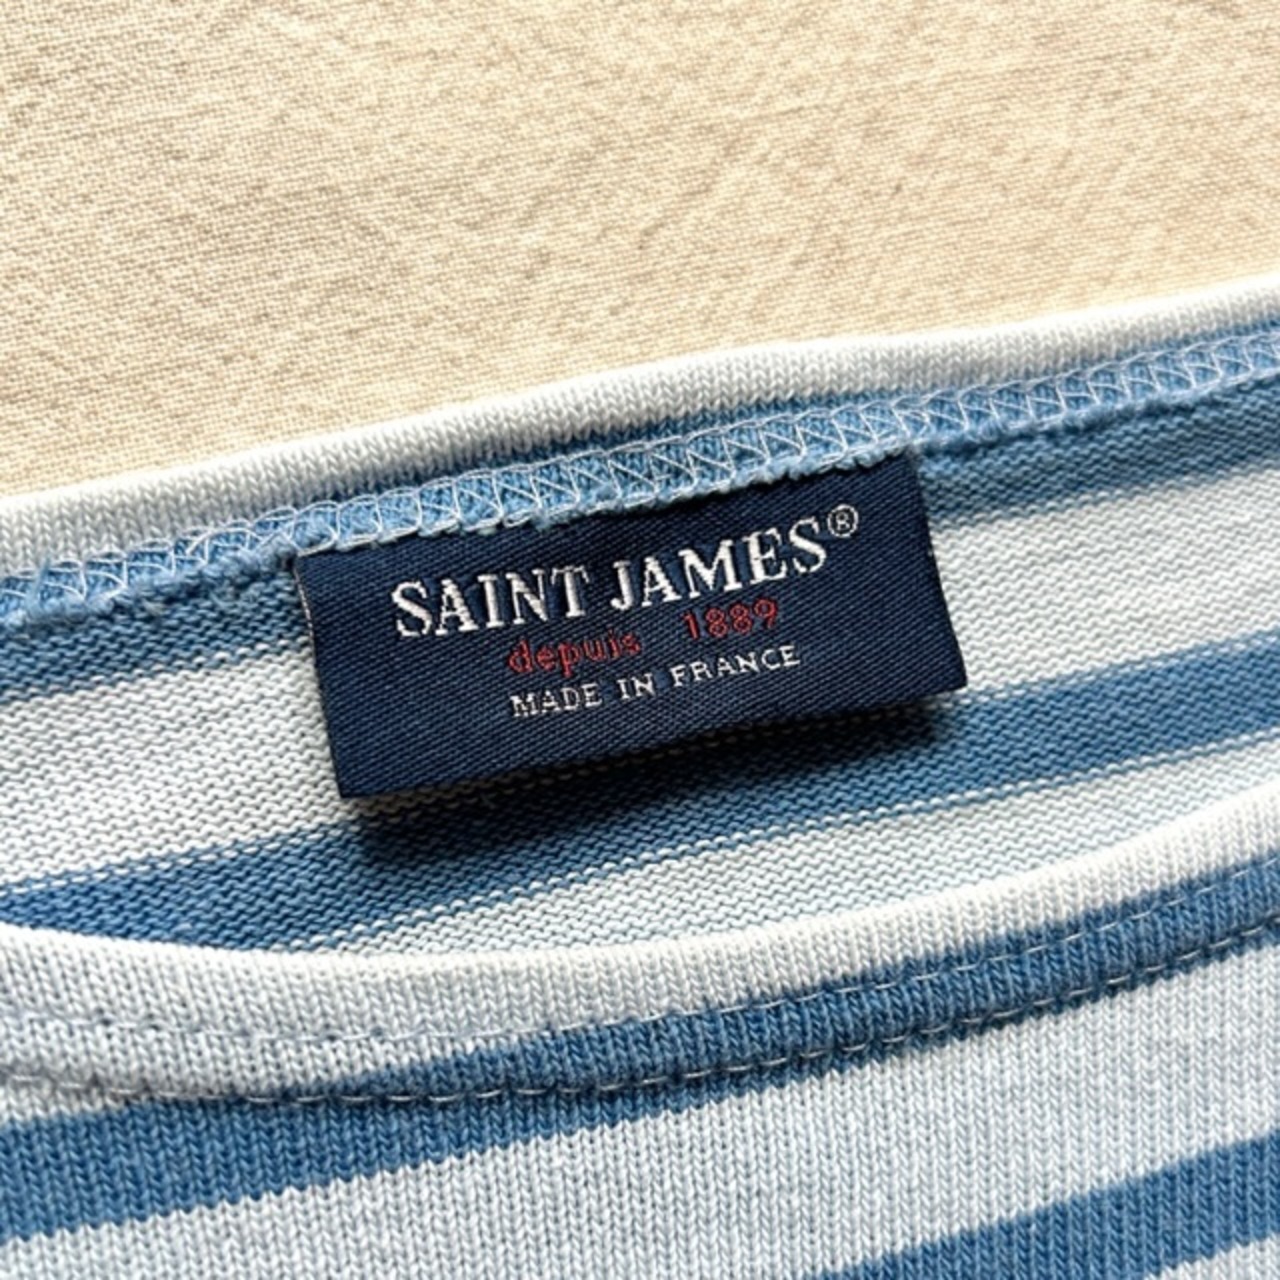 SAINT JAMES®
depuis 1889
MADE IN FRANCE